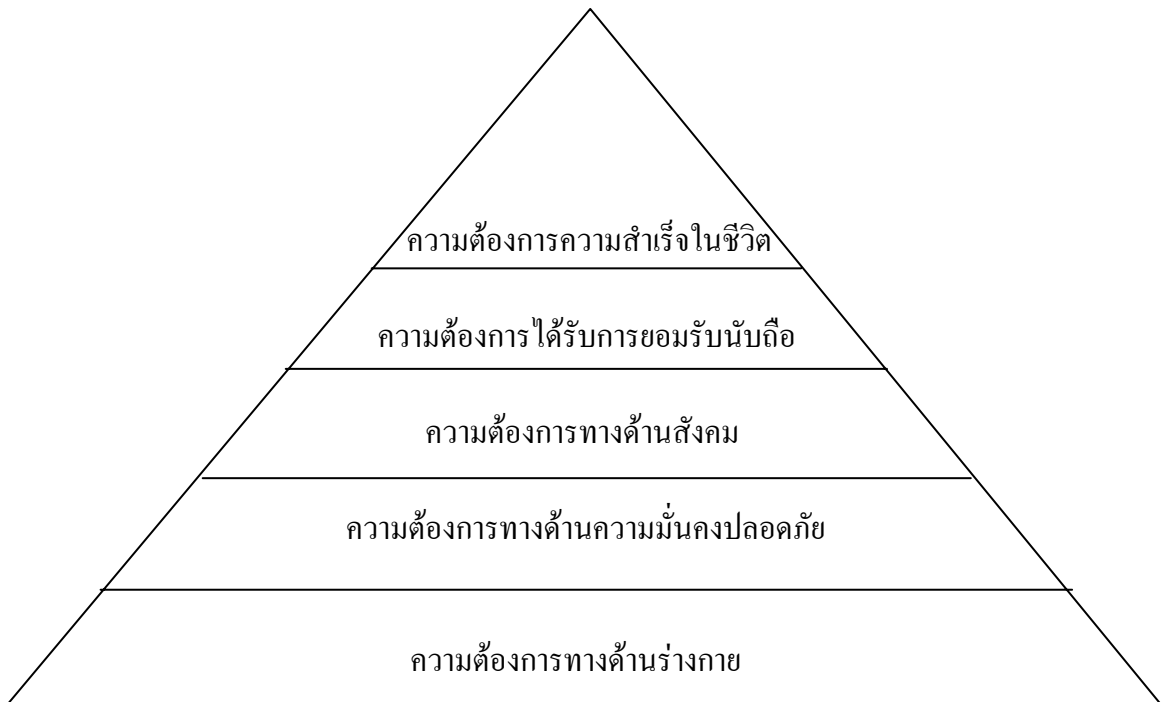 ความต้องการความสำเร็จในชีวิต
ความต้องการได้รับการยอมรับนับถือ
ความต้องการทางด้านสังคม
ความต้องการทางด้านความมั่นคงปลอดภัย
ความต้องการทางด้านร่างกาย